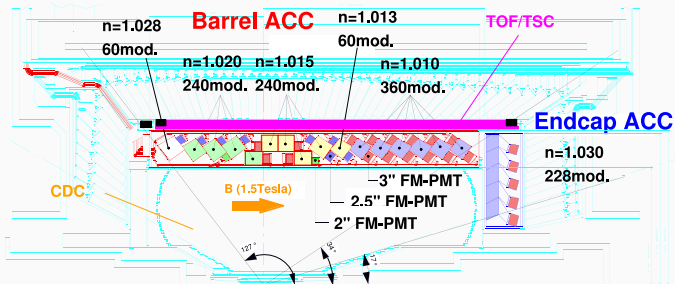 Barrel ACC
n=1.028
60mod.
n=1.020
240mod.
n=1.015
240mod.
n=1.013
60mod.
n=1.010
360mod.
TOF/TSC
Endcap ACC
n=1.030
228mod.
3" FM-PMT
2.5" FM-PMT
2" FM-PMT
CDC
B (1.5Tesla)
127°
34°
17°